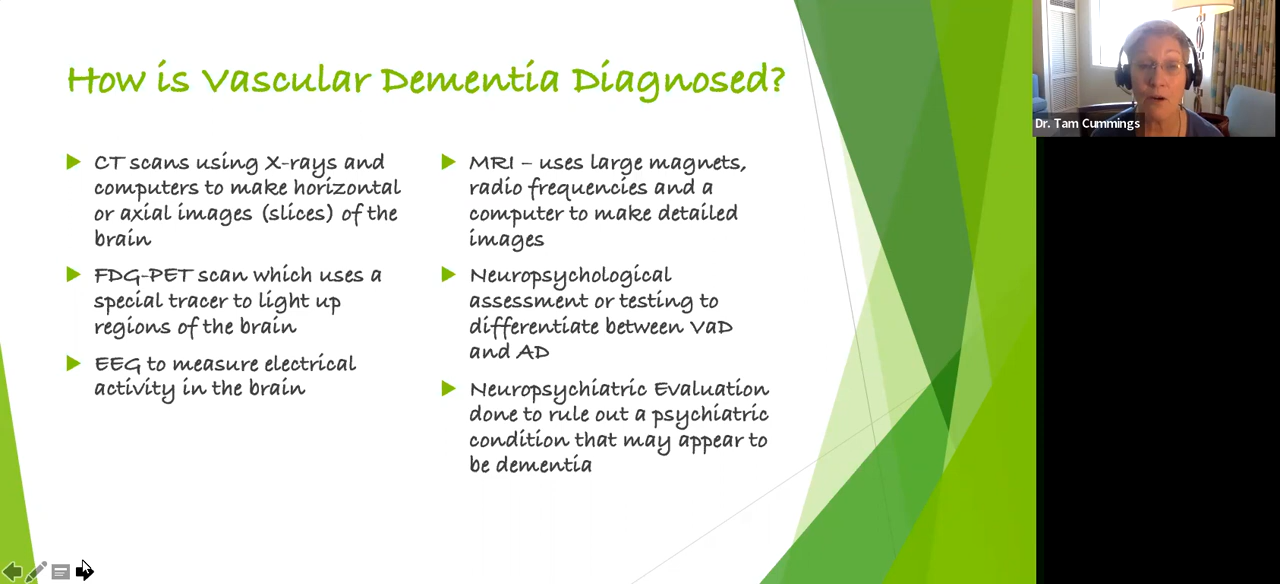 How is Vascular Dementia Diagnosed?
CT scans using X-rays and
computers to make horizontal
or axial images (slices) of the
brain
FDG-PET scan which uses a
special tracer to light up
regions of the brain
EEG to measure electrical
activity in the brain
MRI – uses large magnets,
radio frequencies and a
computer to make detailed
images
Neuropsychological
assessment or testing to
differentiate between VaD
and AD
Neuropsychiatric Evaluation
done to rule out a psychiatric
condition that may appear to
be dementia
Dr. Tam Cummings